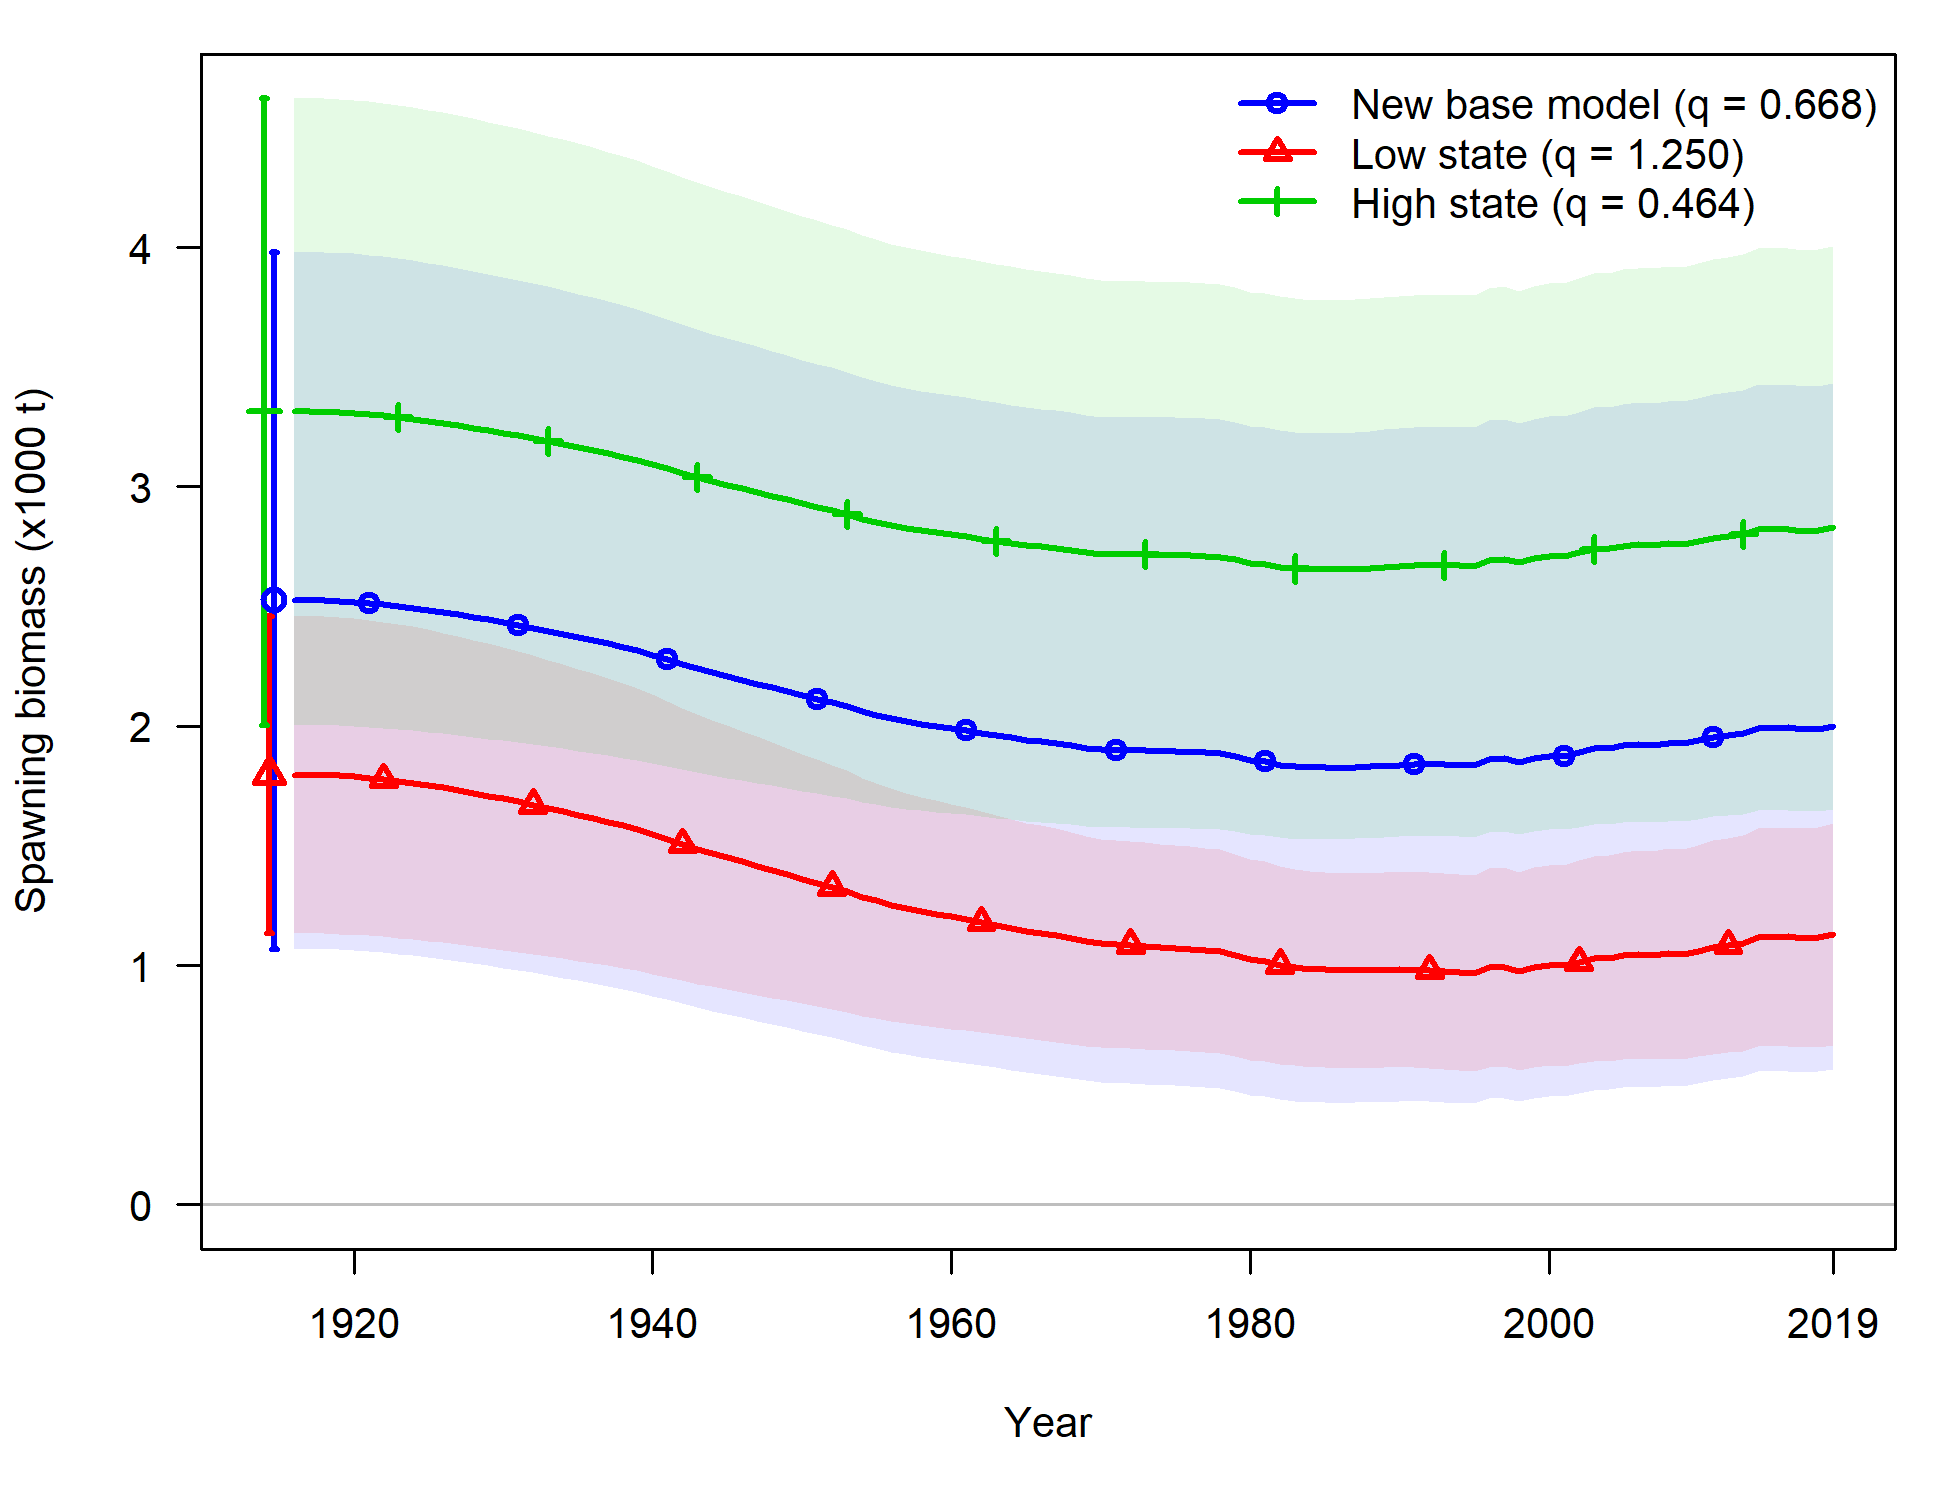 New base model (q = 0.668)
Low state (q = 1.250)
High state (q = 0.464)
Spawning biomass (x1000 t)
4
3
2
1
0
1920 1940 1960 1980 2000 2019
Year